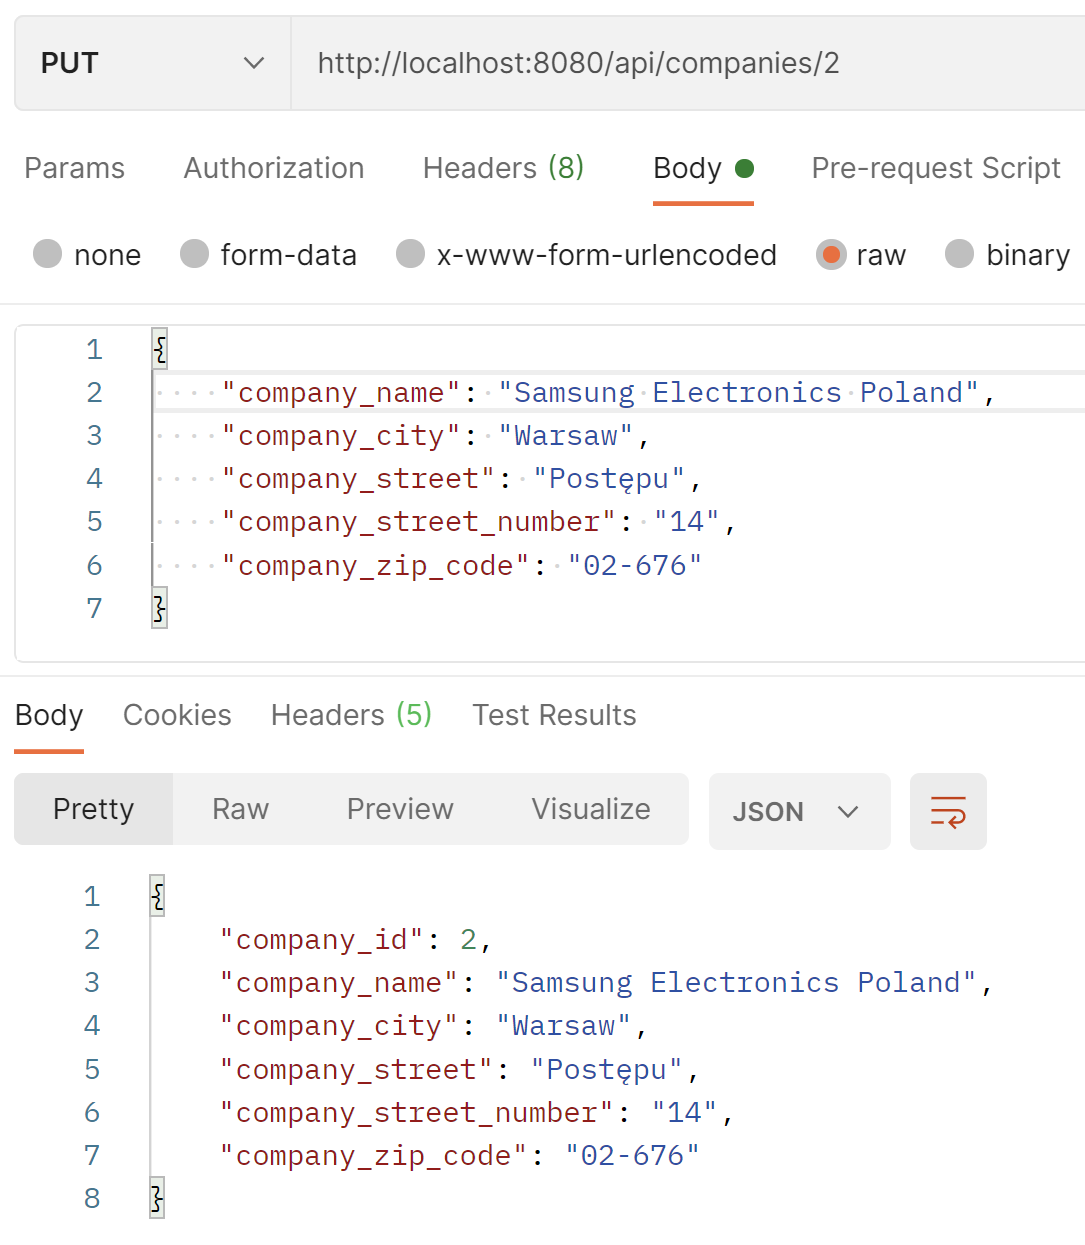 PUT http://localhost:8080/api/companies/2
Params Authorization Headers (8) Body Pre-request Script
none form-data x-www-form-urlencoded raw binary
1 {
2 "company_name": "Samsung Electronics Poland",
3 "company_city": "Warsaw",
4 "company_street": "Postępu",
5 "company_street_number": "14",
6 "company_zip_code": "02-676"
7 }
Body Cookies Headers (5) Test Results
Pretty Raw Preview Visualize JSON
1 {
2 "company_id": 2,
3 "company_name": "Samsung Electronics Poland",
4 "company_city": "Warsaw",
5 "company_street": "Postępu",
6 "company_street_number": "14",
7 "company_zip_code": "02-676"
8 }